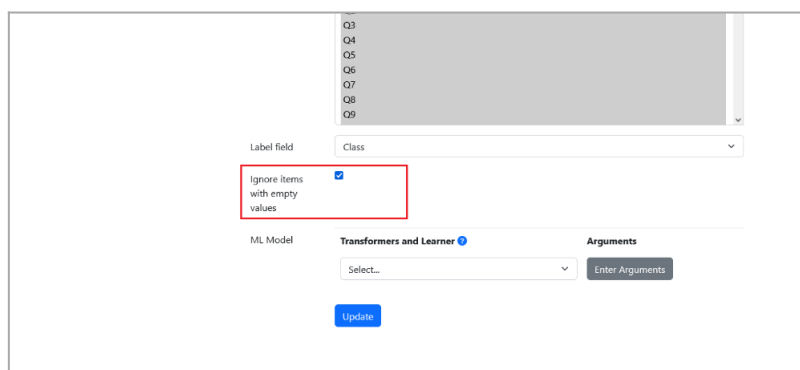 Q3
Q4
Q5
Q6
Q7
Q8
Q9
Label field
Class
Ignore items
with empty
values
ML Model
Transformers and Learner ?
Arguments
Select...
Enter Arguments
Update